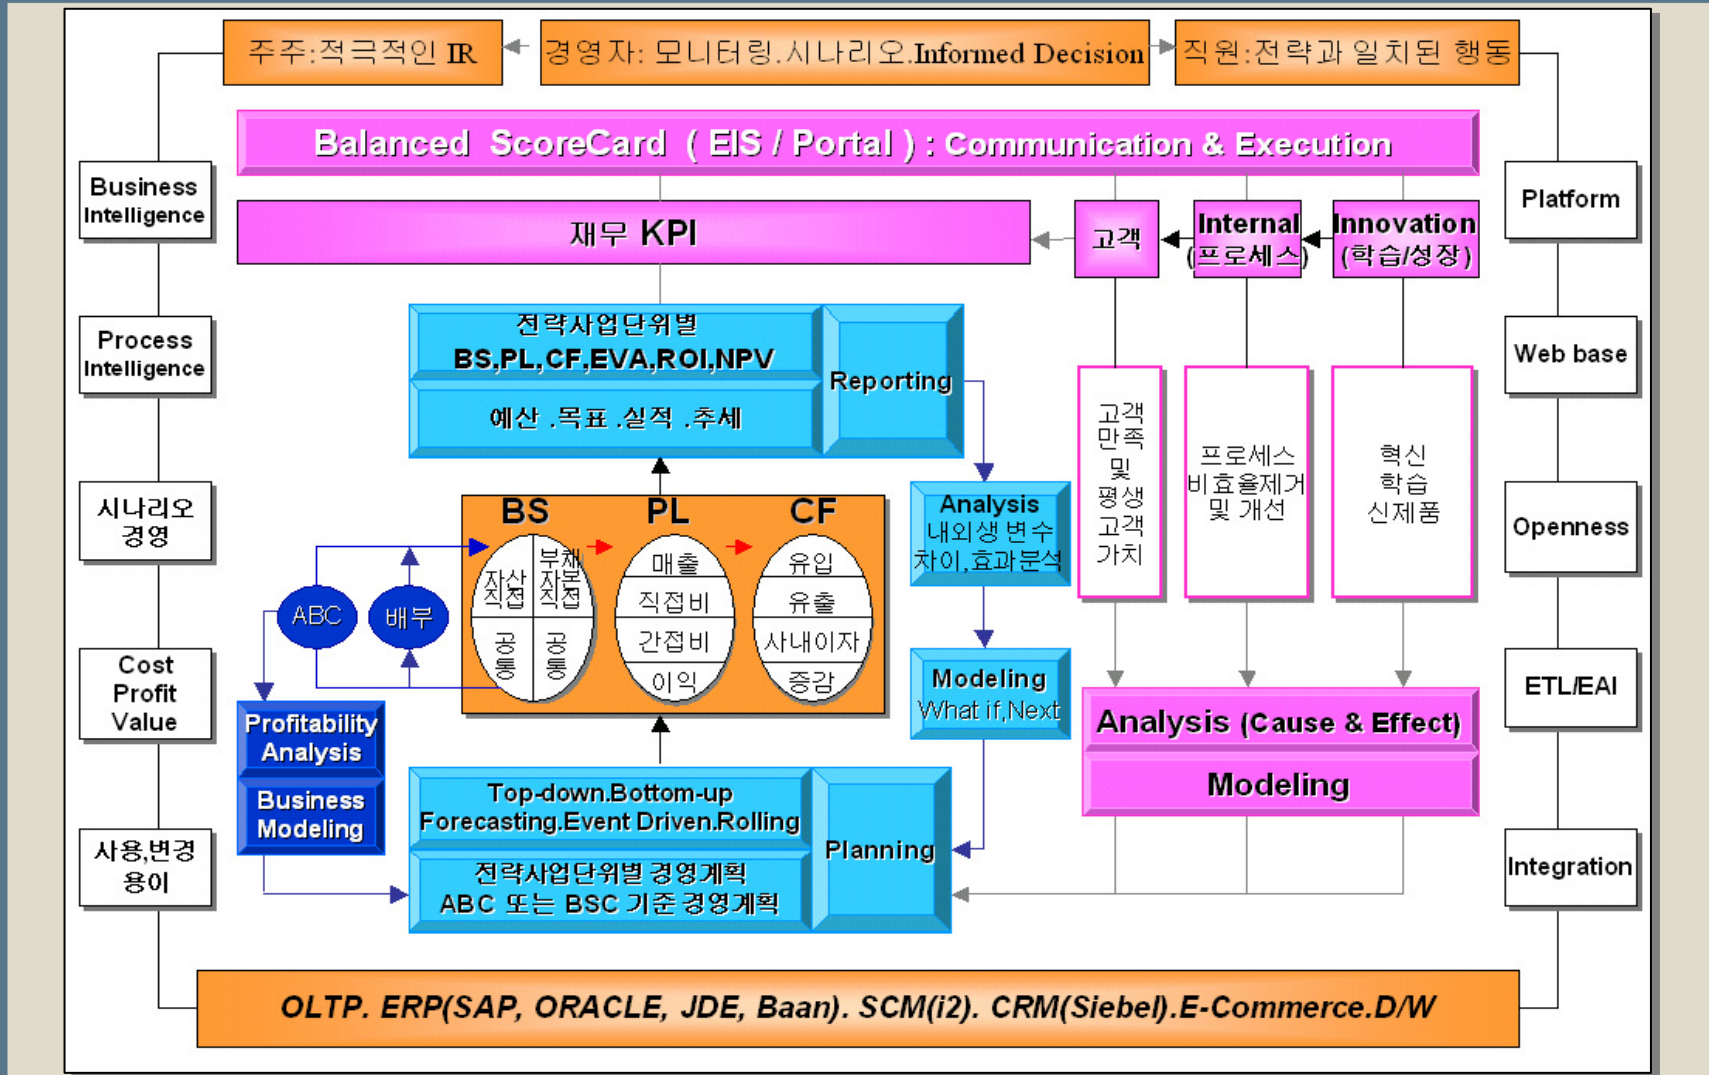 주주:적극적인 IR
경영자: 모니터링.시나리오.Informed Decision
직원:전략과 일치된 행동
Balanced ScoreCard ( EIS / Portal ) : Communication & Execution
재무 KPI
고객
Internal
(프로세스)
Innovation
(학습/성장)
Business
Intelligence
Process
Intelligence
시나리오
경영
Cost
Profit
Value
사용,변경
용이
Platform
Web base
Openness
ETL/EAI
Integration
전략사업단위별
BS,PL,CF,EVA,ROI,NPV
예산 .목표 .실적 .추세
Reporting
BS
PL
CF
자산
직접
부채
자본
직접
공
통
공
통
매출
직접비
간접비
이익
유입
유출
사내이자
증감
ABC
배부
Analysis
내외생 변수
차이,효과분석
Modeling
What if,Next
고객
만족
및
평생
고객
가치
프로세스
비효율제거
및 개선
혁신
학습
신제품
Profitability
Analysis
Business
Modeling
Top-down.Bottom-up
Forecasting.Event Driven.Rolling
전략사업단위별 경영계획
ABC 또는 BSC 기준 경영계획
Planning
Analysis (Cause & Effect)
Modeling
OLTP. ERP(SAP, ORACLE, JDE, Baan). SCM(i2). CRM(Siebel).E-Commerce.D/W